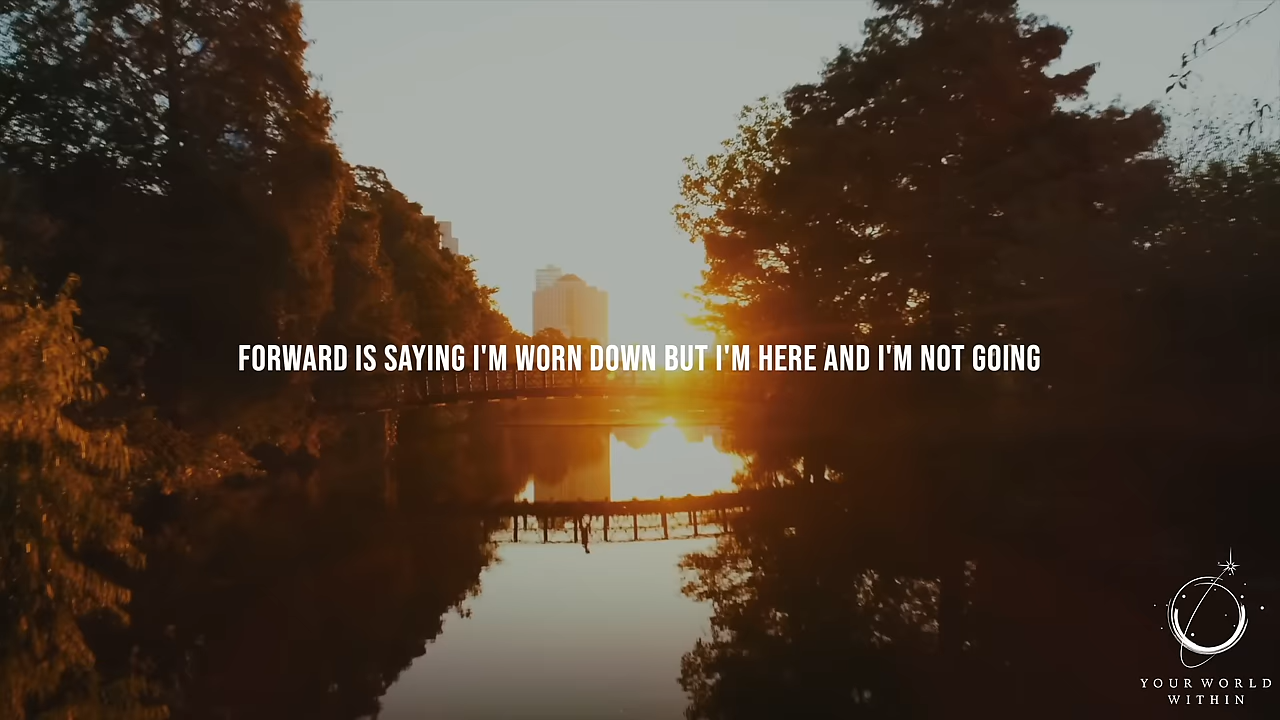 FORWARD IS SAYING I'M WORN DOWN BUT I'M HERE AND I'M NOT GOING
YOUR WORLD
WITHIN